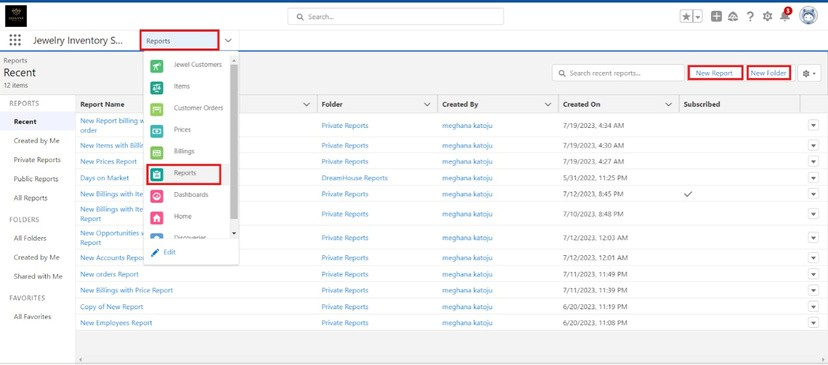 Search...
3
Jewelry Inventory S...
Reports
Reports
Recent
12 items
Search recent reports...
New Report
New Folder
REPORTS
Recent
Created by Me
Private Reports
Public Reports
All Reports
FOLDERS
All Folders
Created by Me
Shared with Me
FAVORITES
All Favorites
Jewel Customers
Items
Customer Orders
Prices
Billings
Reports
Dashboards
Home
Discoveries
Edit
Report Name Folder Created By Created On Subscribed
New Report billing w
order Private Reports meghana katoju 7/19/2023, 4:34 AM
New Items with Billin Private Reports meghana katoju 7/19/2023, 4:30 AM
New Prices Report Private Reports meghana katoju 7/19/2023, 4:27 AM
Days on Market DreamHouse Reports meghana katoju 5/31/2022, 11:25 PM
New Billings with Ite
Report Private Reports meghana katoju 7/12/2023, 8:45 PM
New Billings with Ite
Report Private Reports meghana katoju 7/10/2023, 8:48 PM
New Opportunities w
Report Private Reports meghana katoju 7/12/2023, 12:03 AM
New Accounts Repo Private Reports meghana katoju 7/12/2023, 12:01 AM
New orders Report Private Reports meghana katoju 7/11/2023, 11:49 PM
New Billings with Price Report Private Reports meghana katoju 7/11/2023, 11:39 PM
Copy of New Report Private Reports meghana katoju 6/20/2023, 11:19 PM
New Employees Report Private Reports meghana katoju 6/20/2023, 11:08 PM